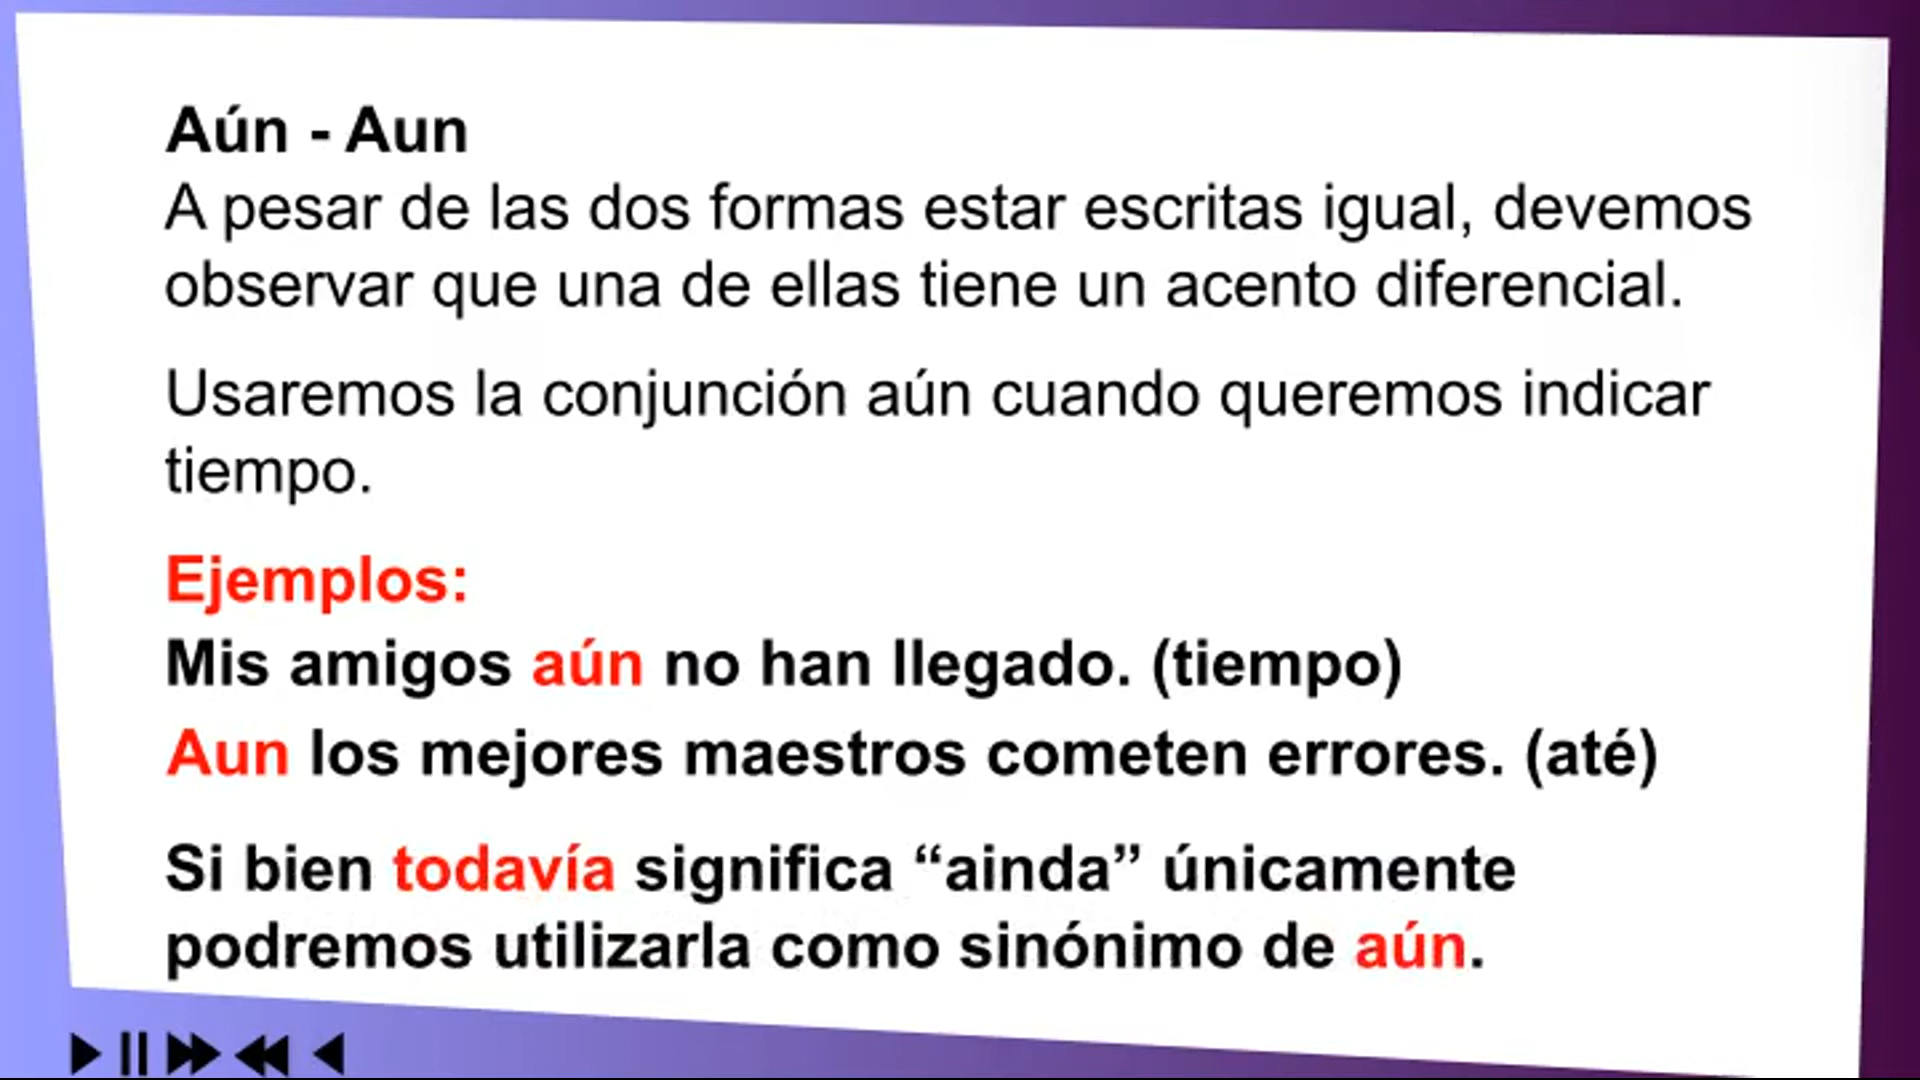 Aún - Aun
A pesar de las dos formas estar escritas igual, devemos
observar que una de ellas tiene un acento diferencial.
Usaremos la conjunción aún cuando queremos indicar
tiempo.
Ejemplos:
Mis amigos aún no han llegado. (tiempo)
Aun los mejores maestros cometen errores. (até)
Si bien todavía significa “ainda” únicamente
podremos utilizarla como sinónimo de aún.